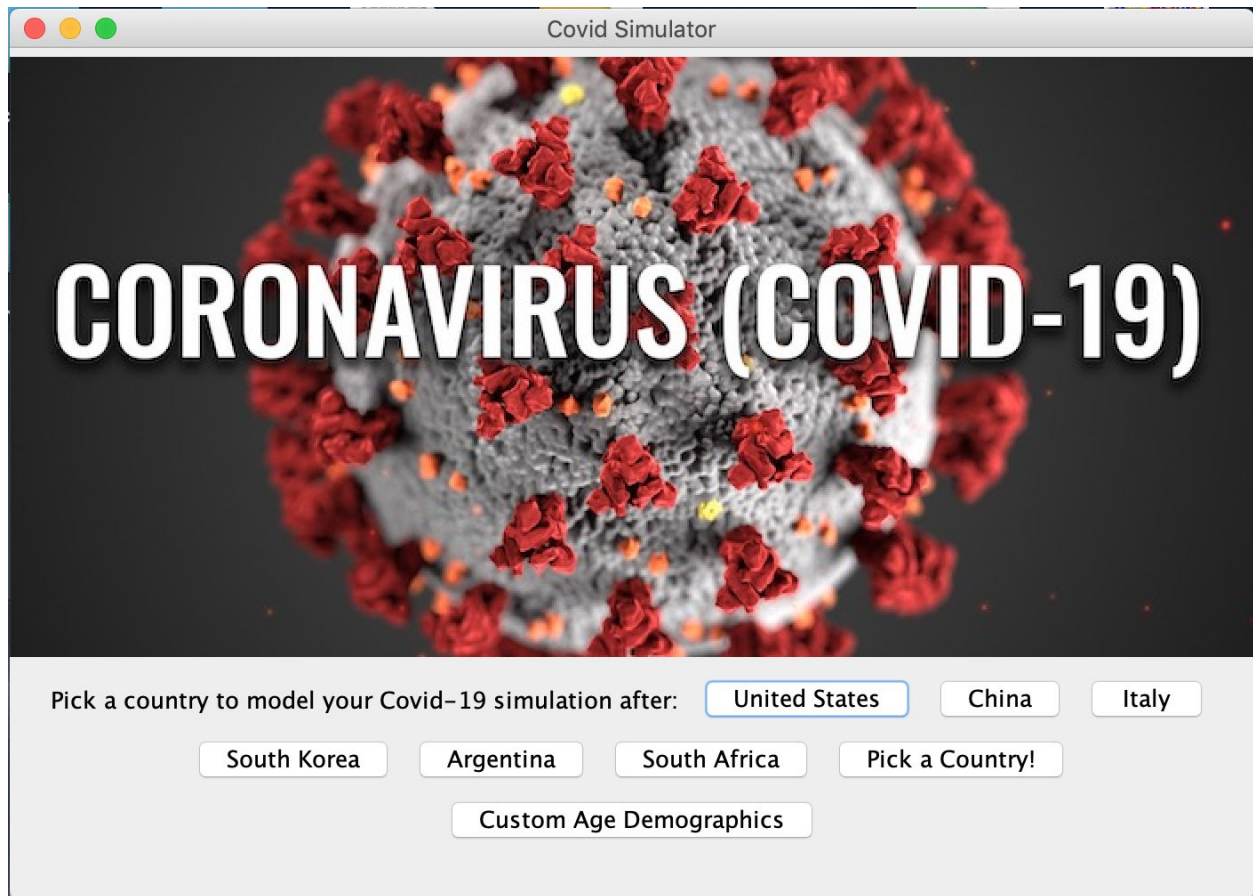 Covid Simulator
CORONAVIRUS (COVID-19)
Pick a country to model your Covid-19 simulation after: United States China Italy
South Korea Argentina South Africa Pick a Country!
Custom Age Demographics